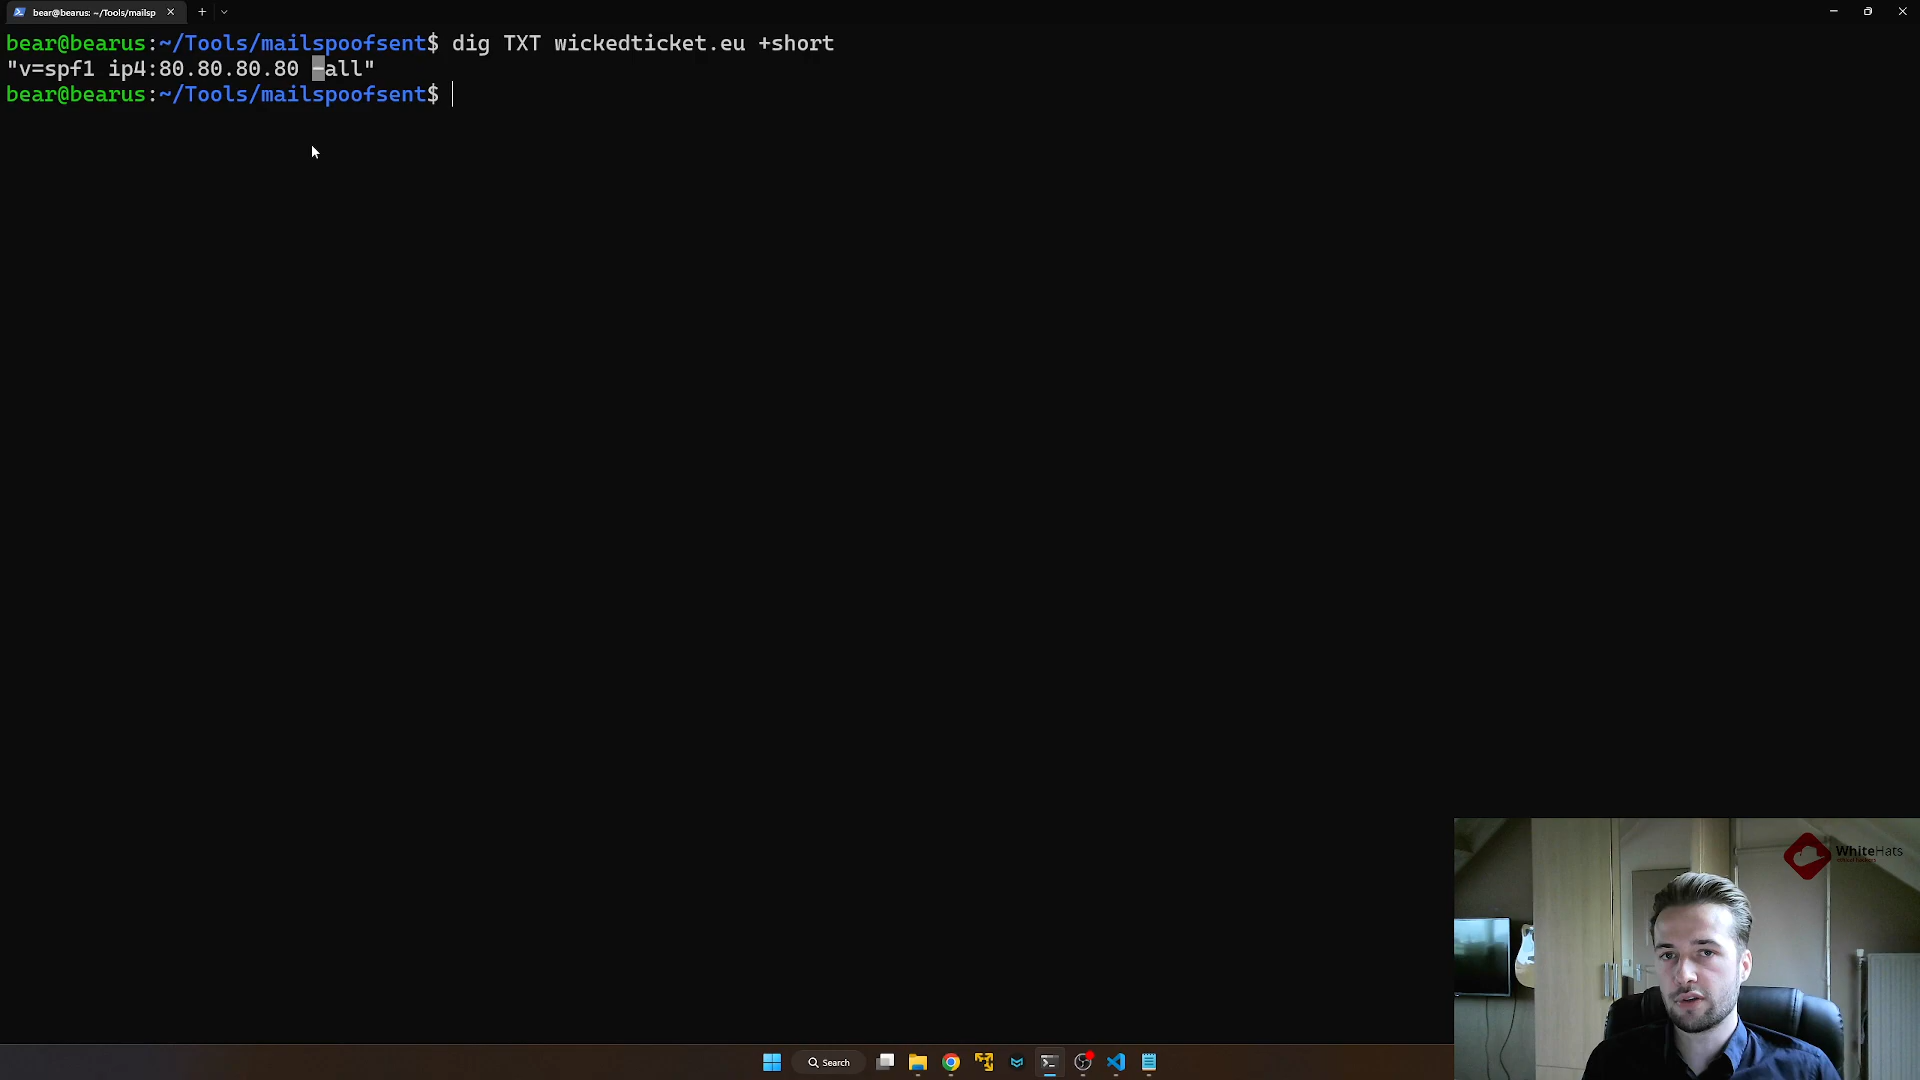 bear@bearus: ~/Tools/mailsp
bear@bearus:~/Tools/mailspoofsent$ dig TXT wickedticket.eu +short
"v=spf1 ip4:80.80.80.80 -all"
bear@bearus:~/Tools/mailspoofsent$
WhiteHats
Search